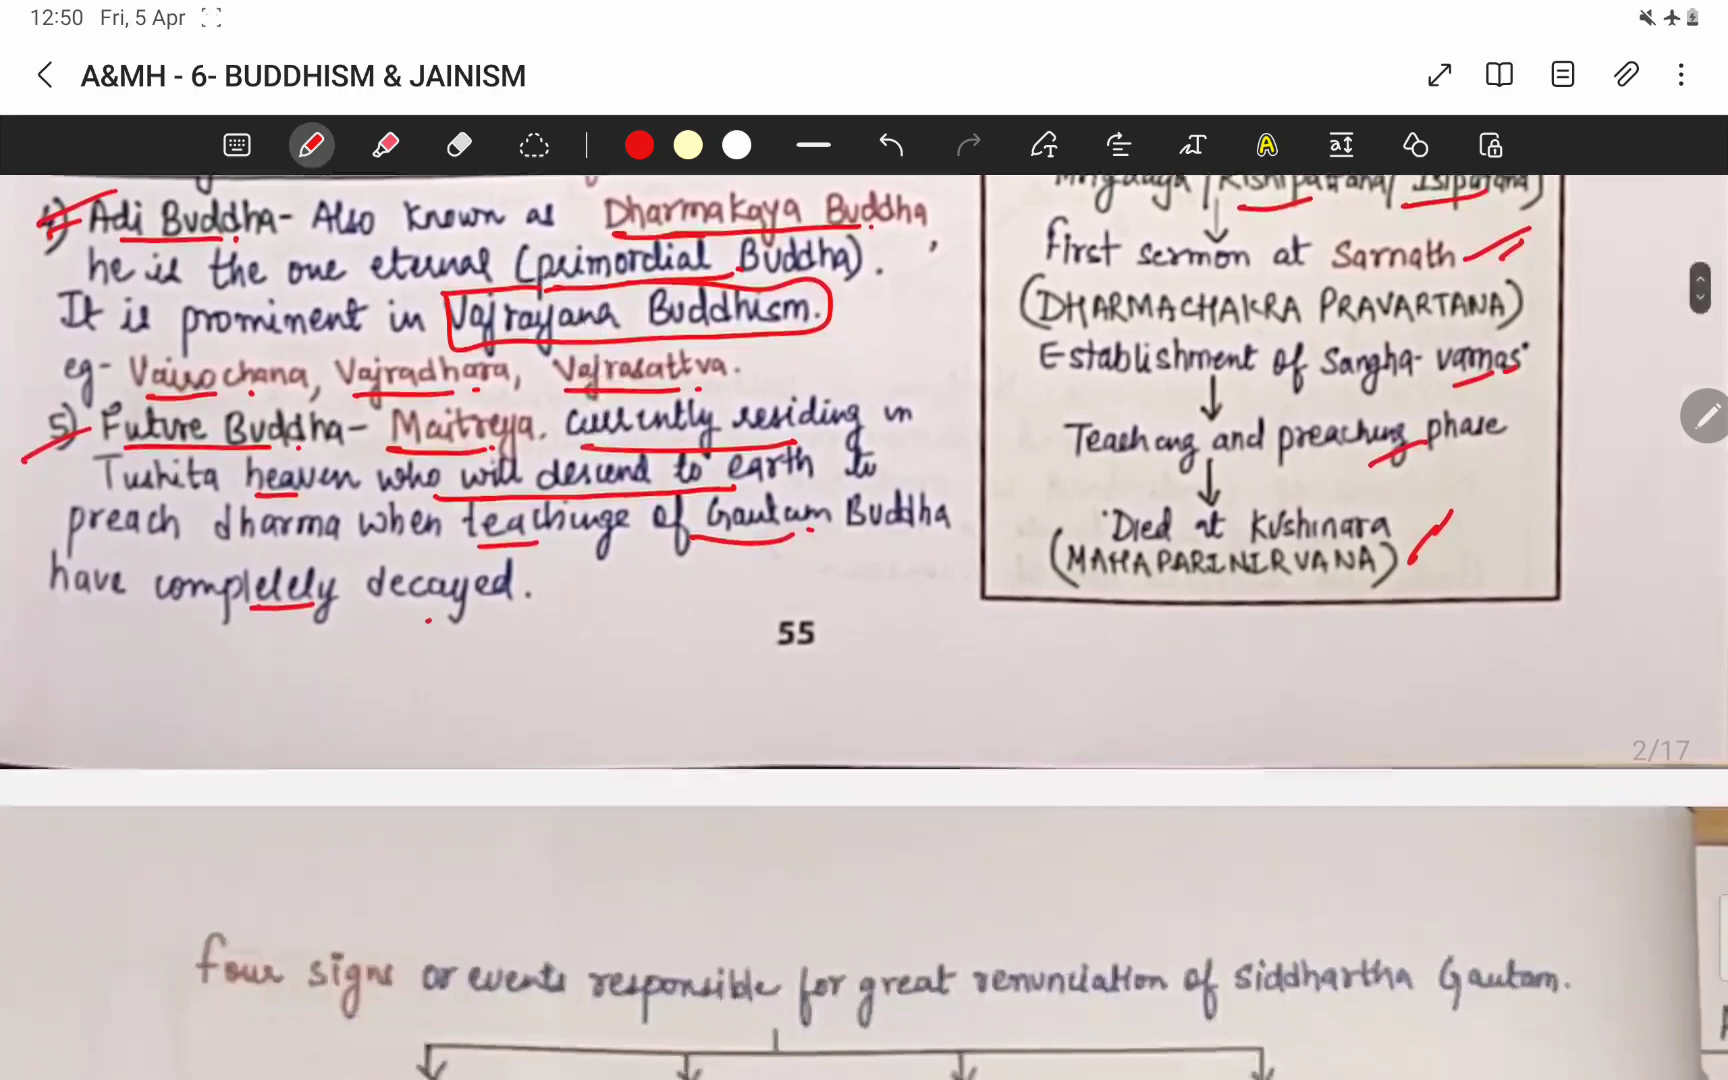 12:50 Fri, 5 Apr
A&MH - 6- BUDDHISM & JAINISM
4) Adi Buddha- Also known as Dharmakaya Buddha,
he is the one eternal (primordial Buddha).
It is prominent in Vajrayana Buddhism.
eg- Vairochana, Vajradhara, Vajrasattva.
5) Future Buddha- Maitreya. Currently residing in
Tushita heaven who will descend to earth to
preach dharma when teachings of Gautam Buddha
have completely decayed.
Rishipattana/ Isipatana)
First sermon at Sarnath
(DHARMACHAKRA PRAVARTANA)
Establishment of Sangha-
Teaching and preaching phase
Died at Kushinara
(MAHAPARINIRVANA)
55
2/17
four signs or events responsible for great renunciation of Siddhartha Gautam.